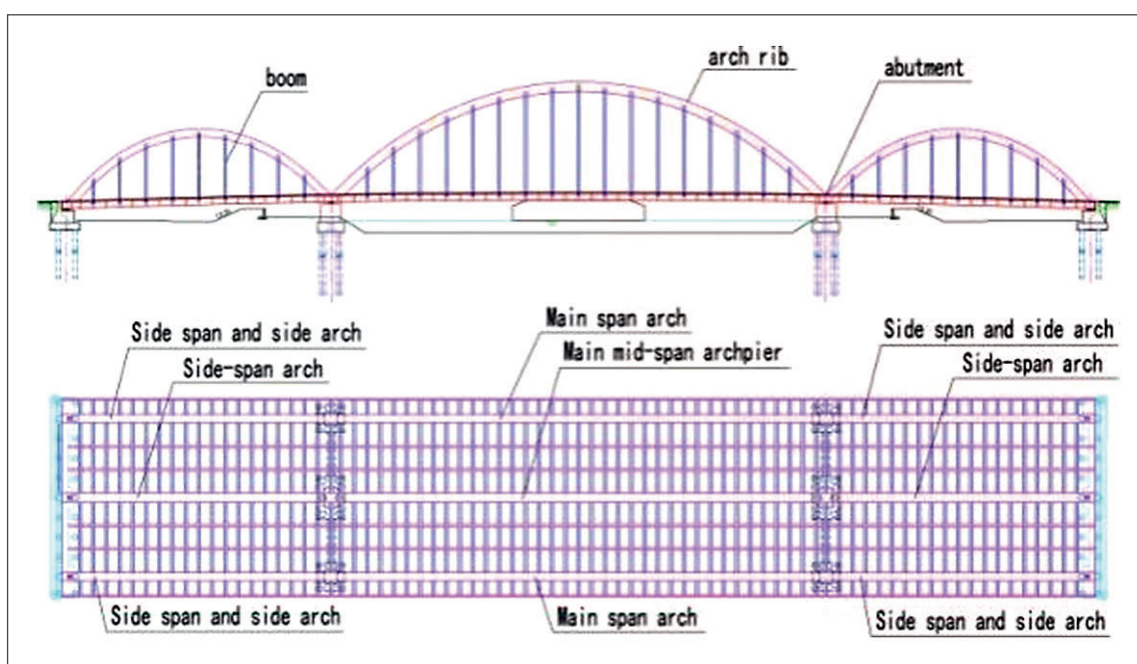 arch rib
boom
abutment
Main span arch
Side span and side arch
Side span and side arch
Main mid-span archpier
Side-span arch
Side-span arch
Side span and side arch
Main span arch
Side span and side arch